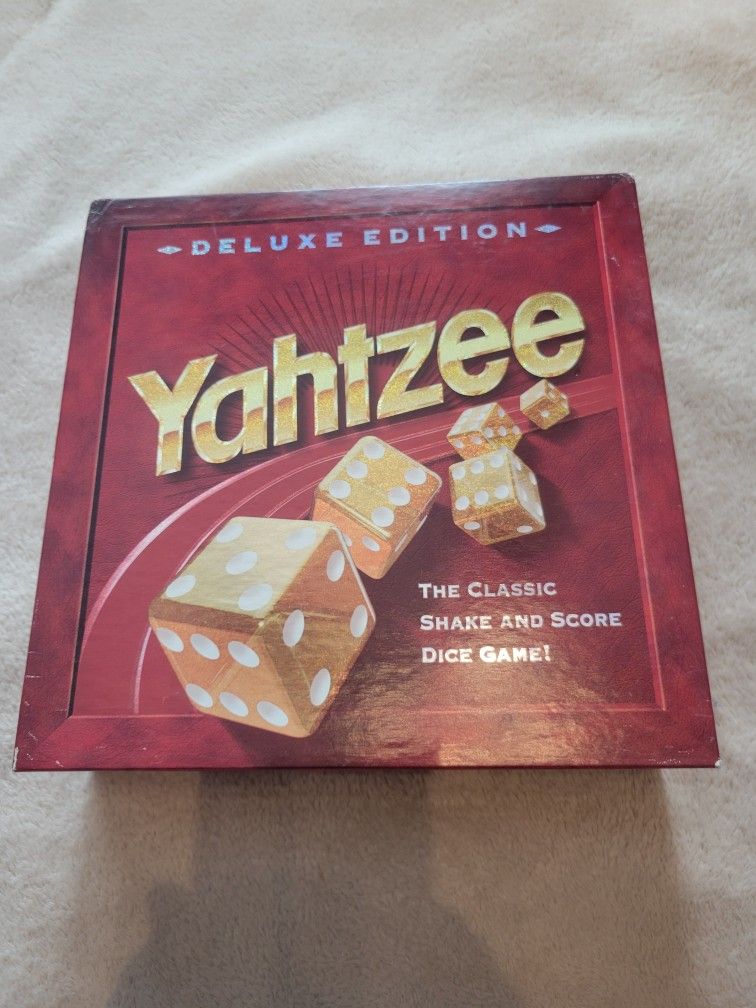 DELUXE EDITION
Yahtzee
THE CLASSIC
SHAKE AND SCORE
DICE GAME!